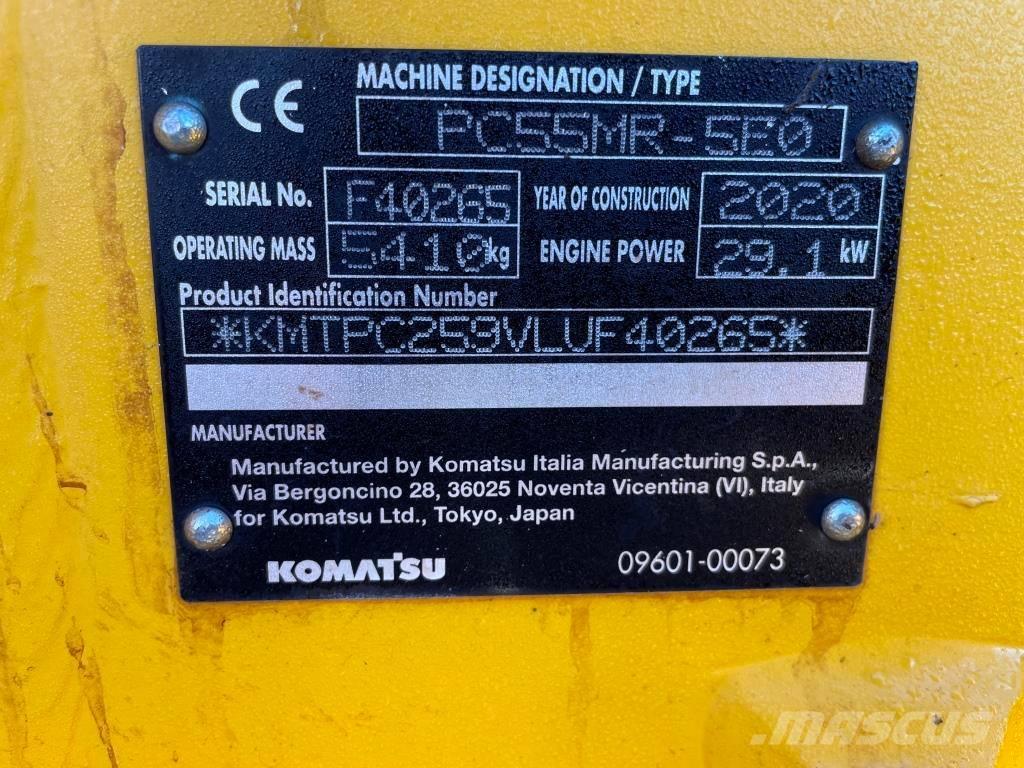 CE
MACHINE DESIGNATION / TYPE
PC55MR-5E0
SERIAL No. F40265 YEAR OF CONSTRUCTION 2020
OPERATING MASS 5410 kg ENGINE POWER 29.1 kW
Product Identification Number
*KMTPC259VLUF40265*
MANUFACTURER
Manufactured by Komatsu Italia Manufacturing S.p.A.,
Via Bergoncino 28, 36025 Noventa Vicentina (VI), Italy
for Komatsu Ltd., Tokyo, Japan
KOMATSU 09601-00073
MASCUS